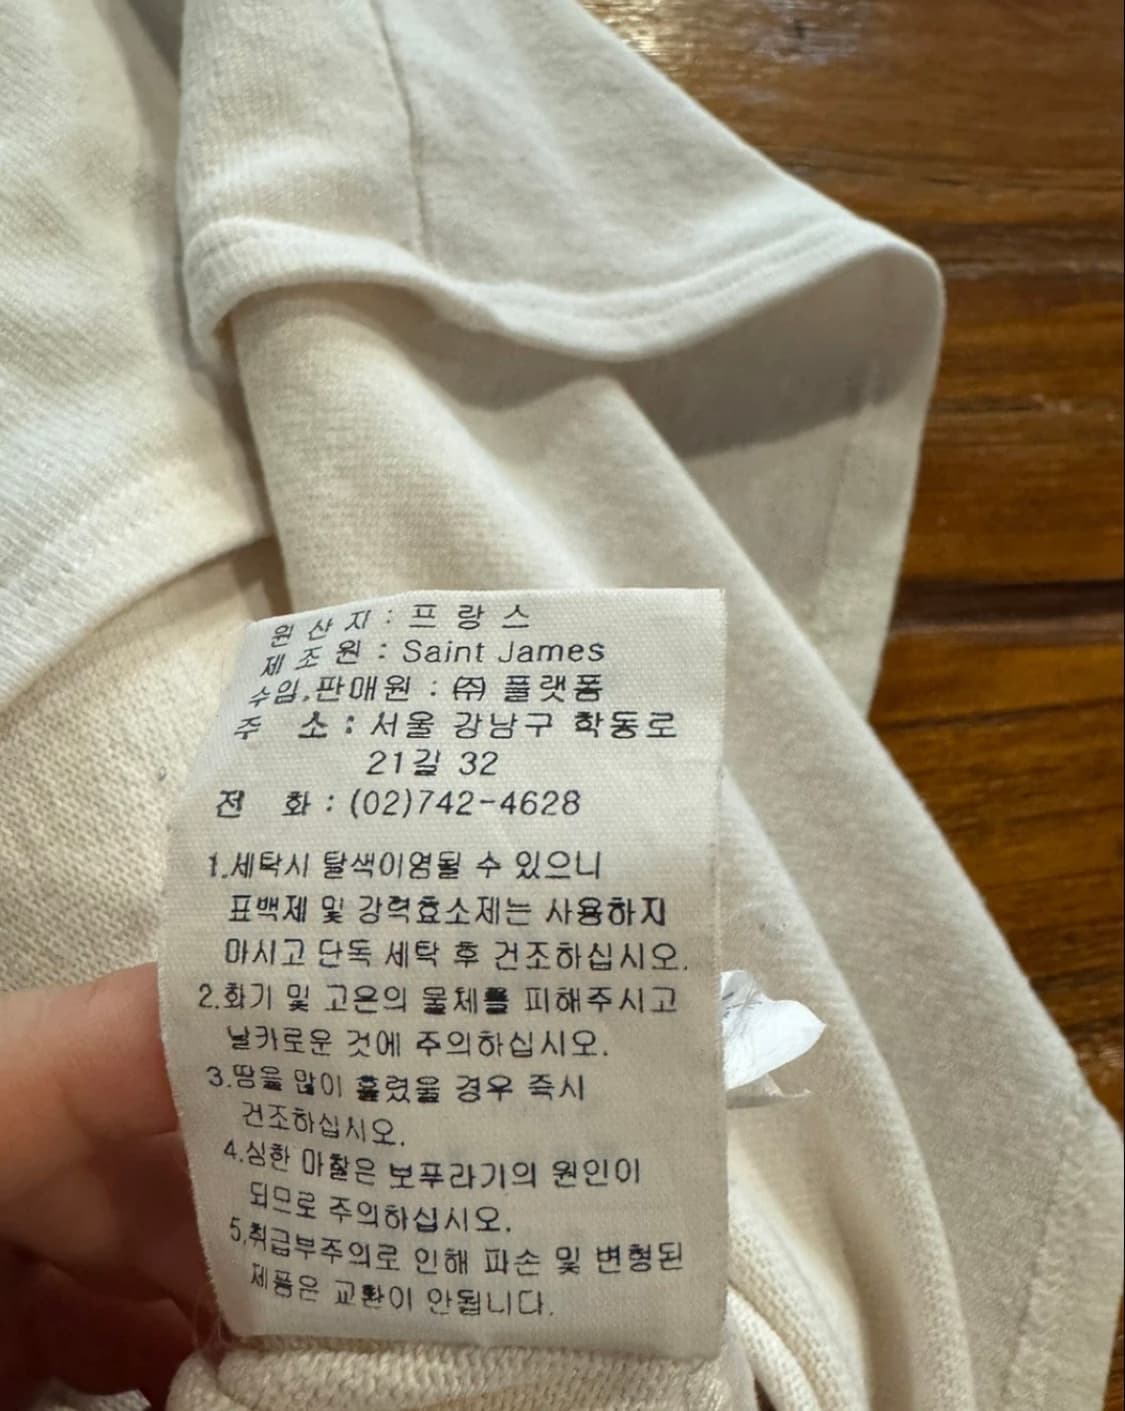 원 산 지 : 프 랑 스
제 조 원 : Saint James
수입,판매원 : ㈜ 플랫폼
주 소 : 서울 강남구 학동로
21길 32
전 화 : (02)742-4628
1.세탁시 탈색이염될 수 있으니
표백제 및 강력효소제는 사용하지
마시고 단독 세탁 후 건조하십시오.
2.화기 및 고온의 물체를 피해주시고
날카로운 것에 주의하십시오.
3.땀을 많이 흘렸을 경우 즉시
건조하십시오.
4.심한 마찰은 보푸라기의 원인이
되므로 주의하십시오.
5.취급부주의로 인해 파손 및 변형된
제품은 교환이 안됩니다.